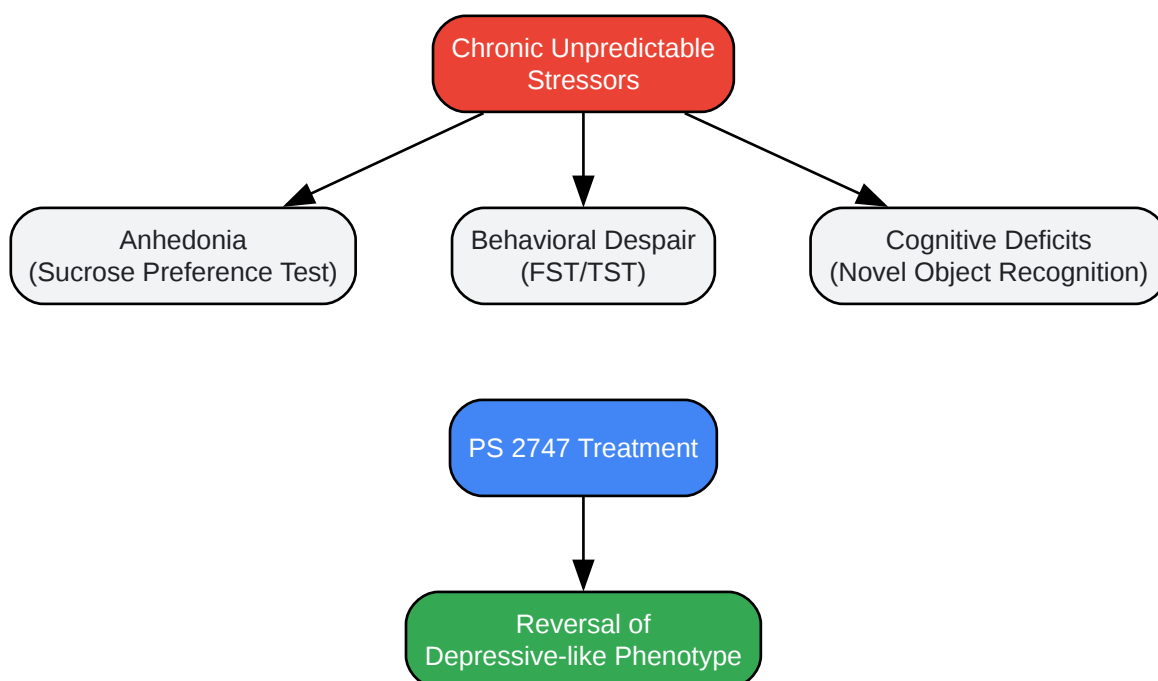 Chronic Unpredictable
Stressors
Anhedonia
(Sucrose Preference Test)
Behavioral Despair
(FST/TST)
Cognitive Deficits
(Novel Object Recognition)
PS 2747 Treatment
Reversal of
Depressive-like Phenotype